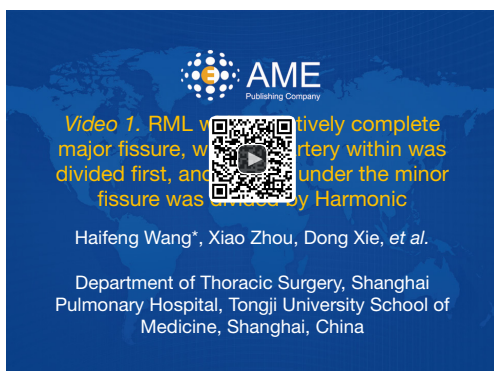 AME
Publishing Company
Video 1. RML w tively complete
major fissure, w rtery within was
divided first, an under the minor
fissure was divided by Harmonic
Haifeng Wang*, Xiao Zhou, Dong Xie, et al.
Department of Thoracic Surgery, Shanghai
Pulmonary Hospital, Tongji University School of
Medicine, Shanghai, China